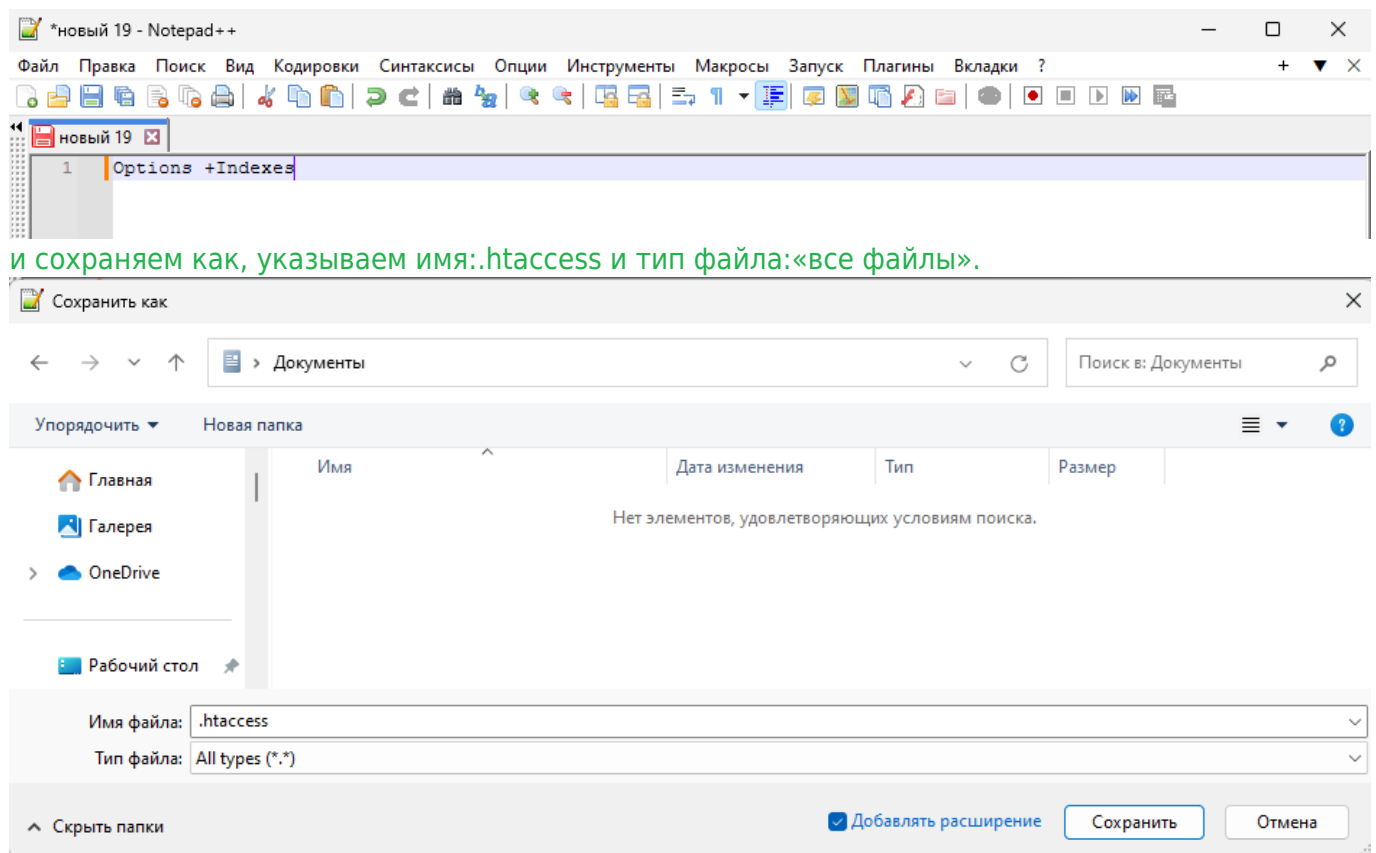 *новый 19 - Notepad++
Файл Правка Поиск Вид Кодировки Синтаксисы Опции Инструменты Макросы Запуск Плагины Вкладки ?
новый 19
1 Options +Indexes
и сохраняем как, указываем имя:.htaccess и тип файла:«все файлы».
Сохранить как
Документы
Поиск в: Документы
Упорядочить Новая папка
Имя Дата изменения Тип Размер
Главная
Нет элементов, удовлетворяющих условиям поиска.
Галерея
OneDrive
Рабочий стол
Имя файла: .htaccess
Тип файла: All types (*.*)
Скрыть папки
Добавлять расширение
Сохранить
Отмена